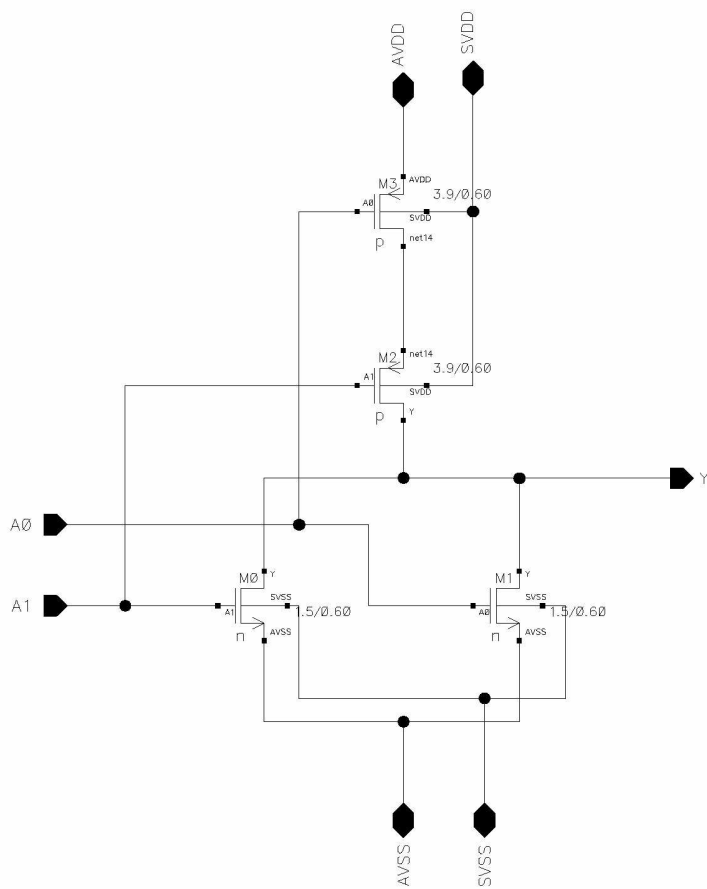 AVDD
SVDD
M3
AVDD
3.9/0.60
A0
SVDD
p
net14
M2
net14
3.9/0.60
A1
SVDD
p
Y
Y
A0
A1
M0
Y
SVSS
1.5/0.60
A1
n
AVSS
M1
Y
SVSS
1.5/0.60
A0
n
AVSS
AVSS
SVSS